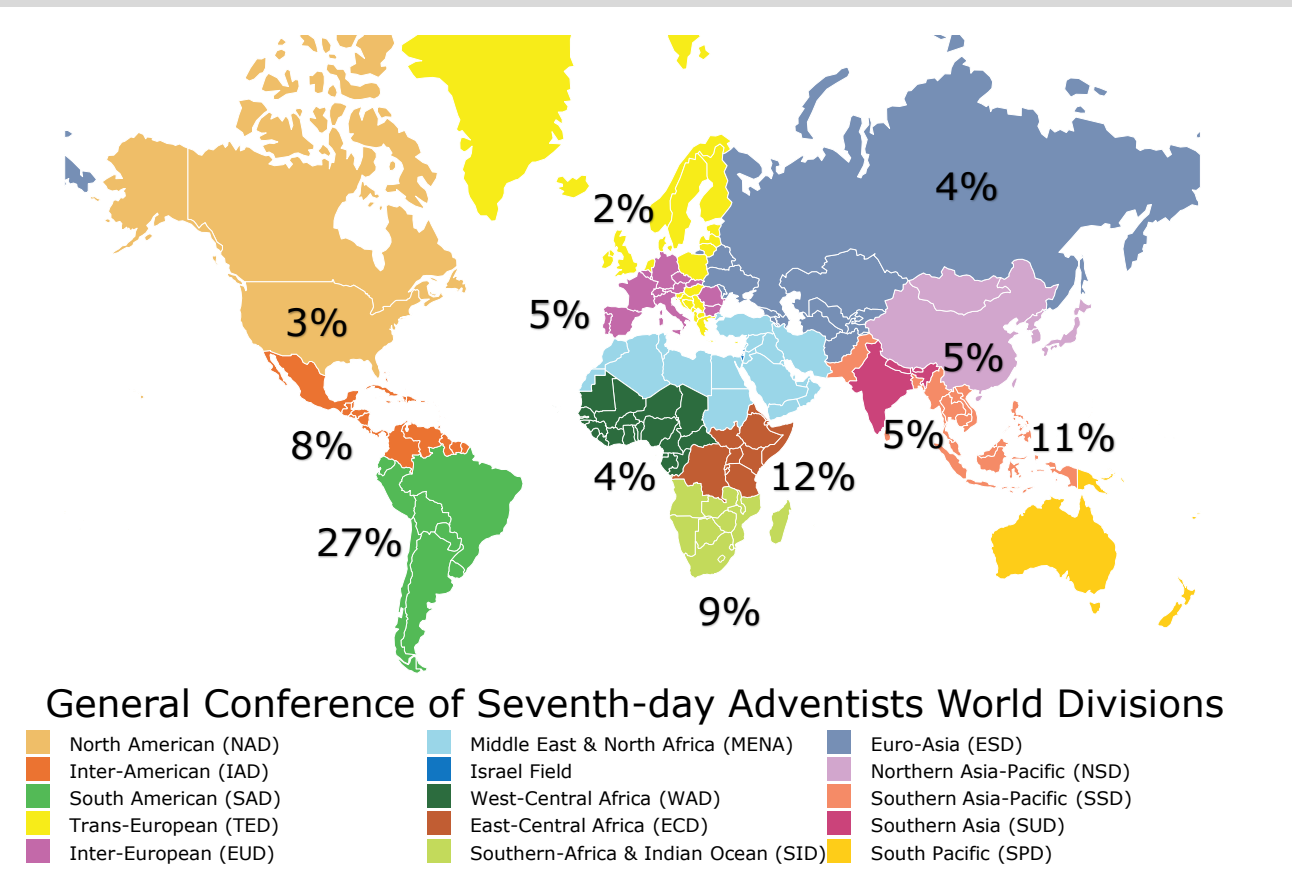 4%
2%
5%
3%
5%
8%
5%
11%
4%
12%
27%
9%
General Conference of Seventh-day Adventists World Divisions
North American (NAD)
Inter-American (IAD)
South American (SAD)
Trans-European (TED)
Inter-European (EUD)
Middle East & North Africa (MENA)
Israel Field
West-Central Africa (WAD)
East-Central Africa (ECD)
Southern-Africa & Indian Ocean (SID)
Euro-Asia (ESD)
Northern Asia-Pacific (NSD)
Southern Asia-Pacific (SSD)
Southern Asia (SUD)
South Pacific (SPD)